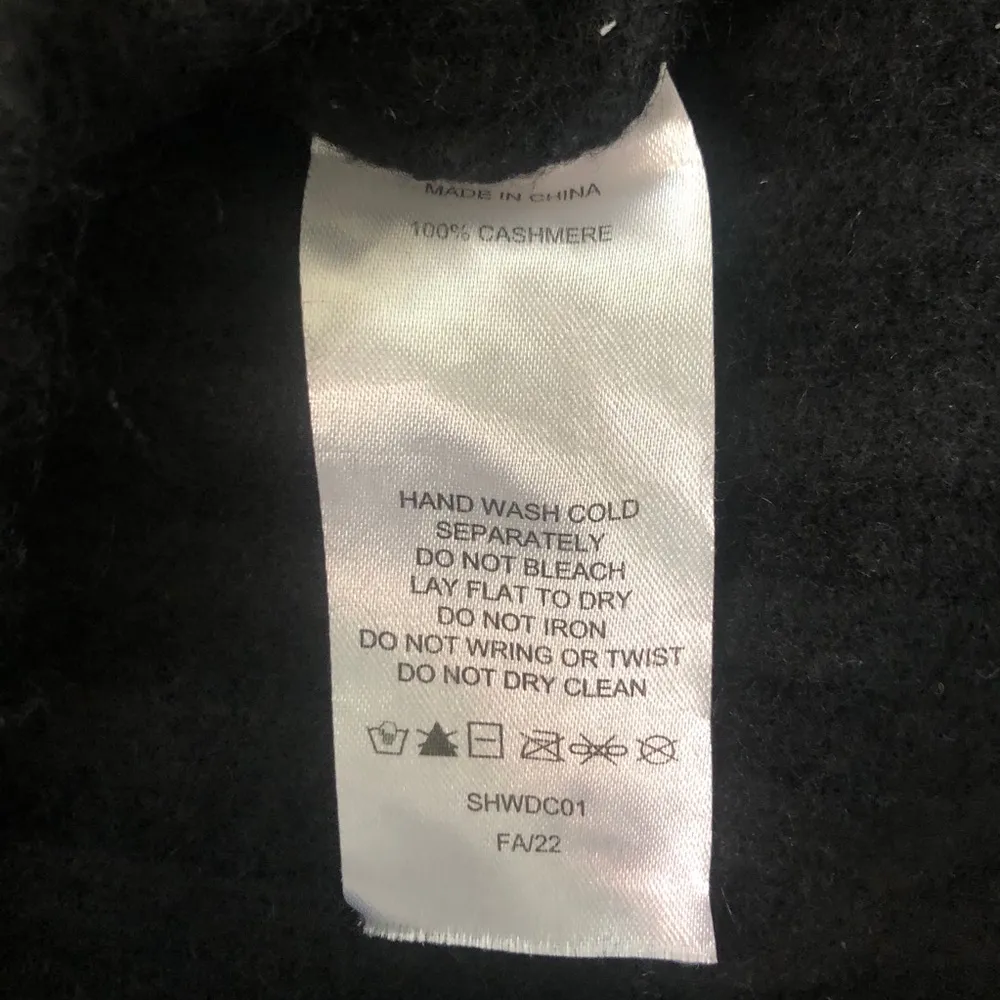 MADE IN CHINA
100% CASHMERE
HAND WASH COLD
SEPARATELY
DO NOT BLEACH
LAY FLAT TO DRY
DO NOT IRON
DO NOT WRING OR TWIST
DO NOT DRY CLEAN
SHWDC01
FA/22